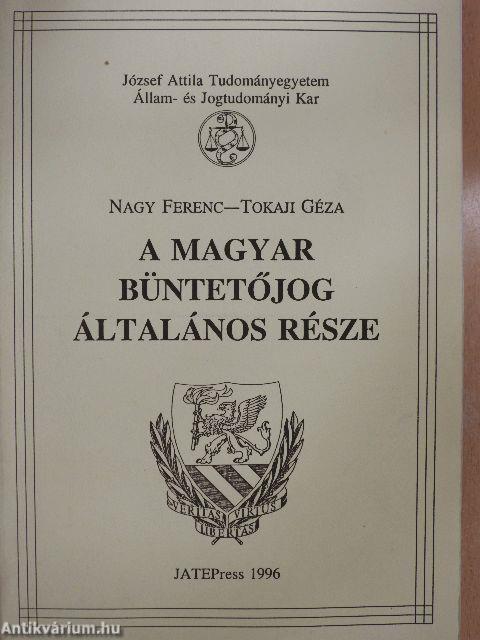 József Attila Tudományegyetem
Állam- és Jogtudományi Kar
NAGY FERENC—TOKAJI GÉZA
A MAGYAR
BÜNTETŐJOG
ÁLTALÁNOS RÉSZE
VERITAS VIRTUS
LIBERTAS
JATEPress 1996
Antikvárium.hu